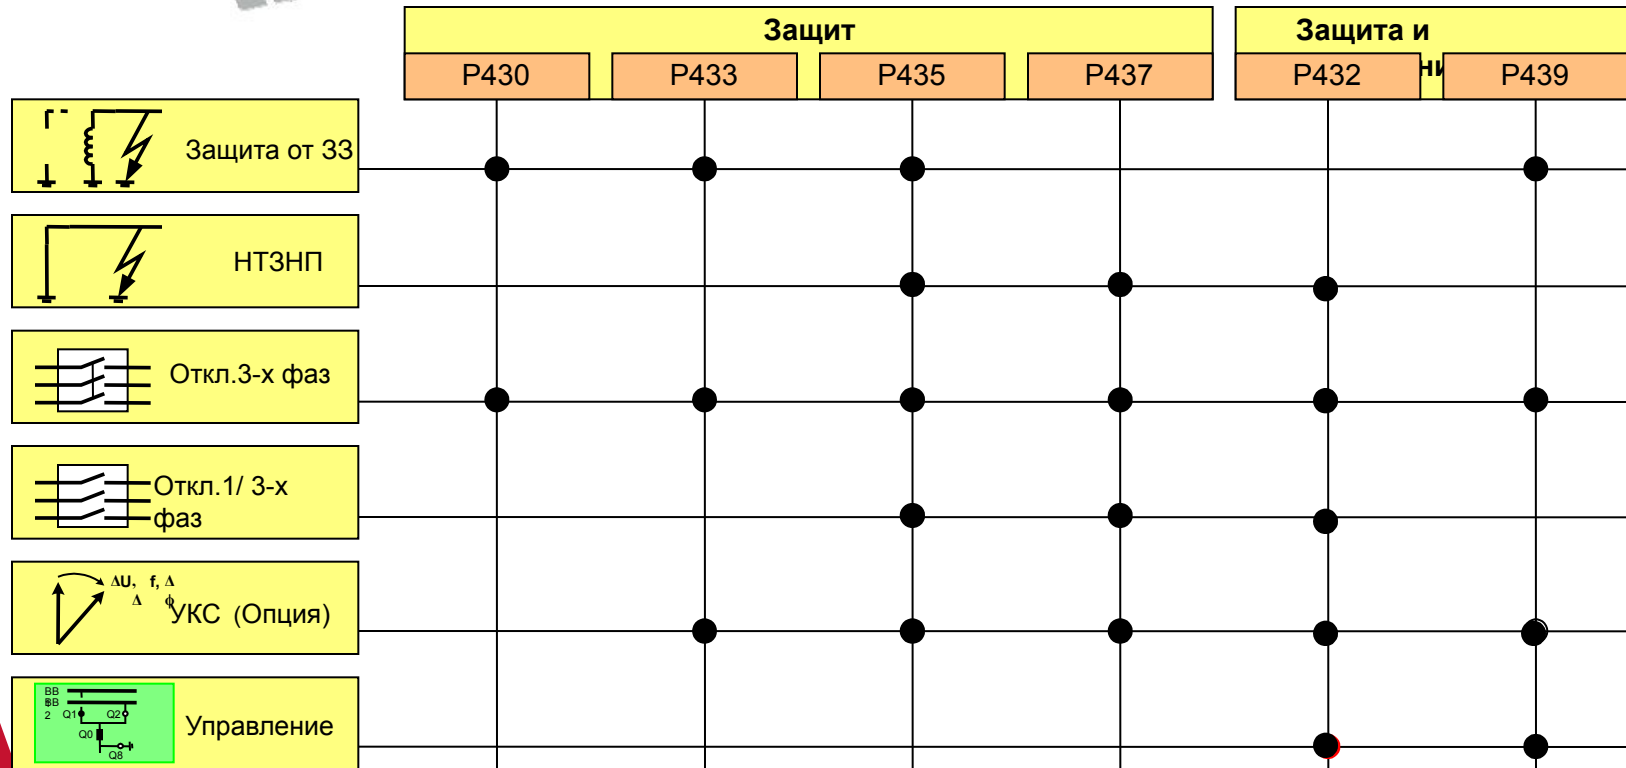 Защит
Защита и
P430
P433
P435
P437
P432
P439
Защита от ЗЗ
НТЗНП
Откл.3-х фаз
Откл.1/ 3-х
фаз
ΔU, f, Δ
Δ ϕ
УКС (Опция)
BB
BB
2
Q1
Q2
Q0
Q8
Управление